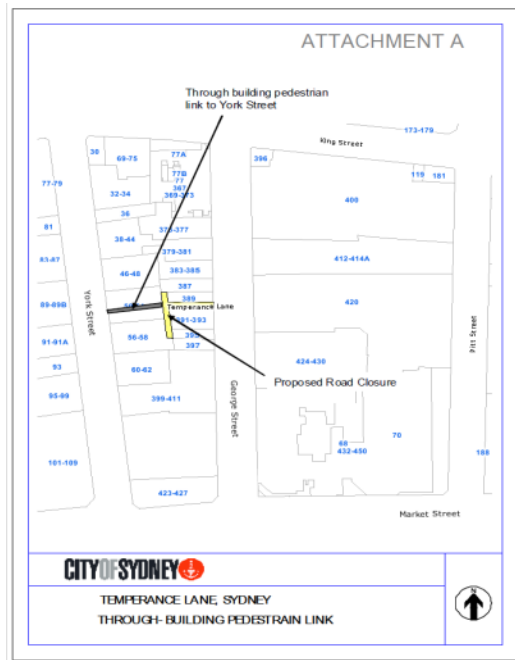 ATTACHMENT A
Through building pedestrian
link to York Street
King Street
173-179
30
69-75
77A
396
119
181
77-79
77B
77
367
32-34
369-373
400
36
81
375-377
38-44
379-381
412-414A
83-87
46-48
383-385
387
York Street
389
420
89-89B
Temperance Lane
391-393
Pitt Street
91-91A
56-58
395
397
93
60-62
424-430
Proposed Road Closure
95-99
399-411
George Street
68
70
101-109
432-450
188
423-427
Market Street
CITYOFSYDNEY
TEMPERANCE LANE, SYDNEY
N
THROUGH- BUILDING PEDESTRAIN LINK